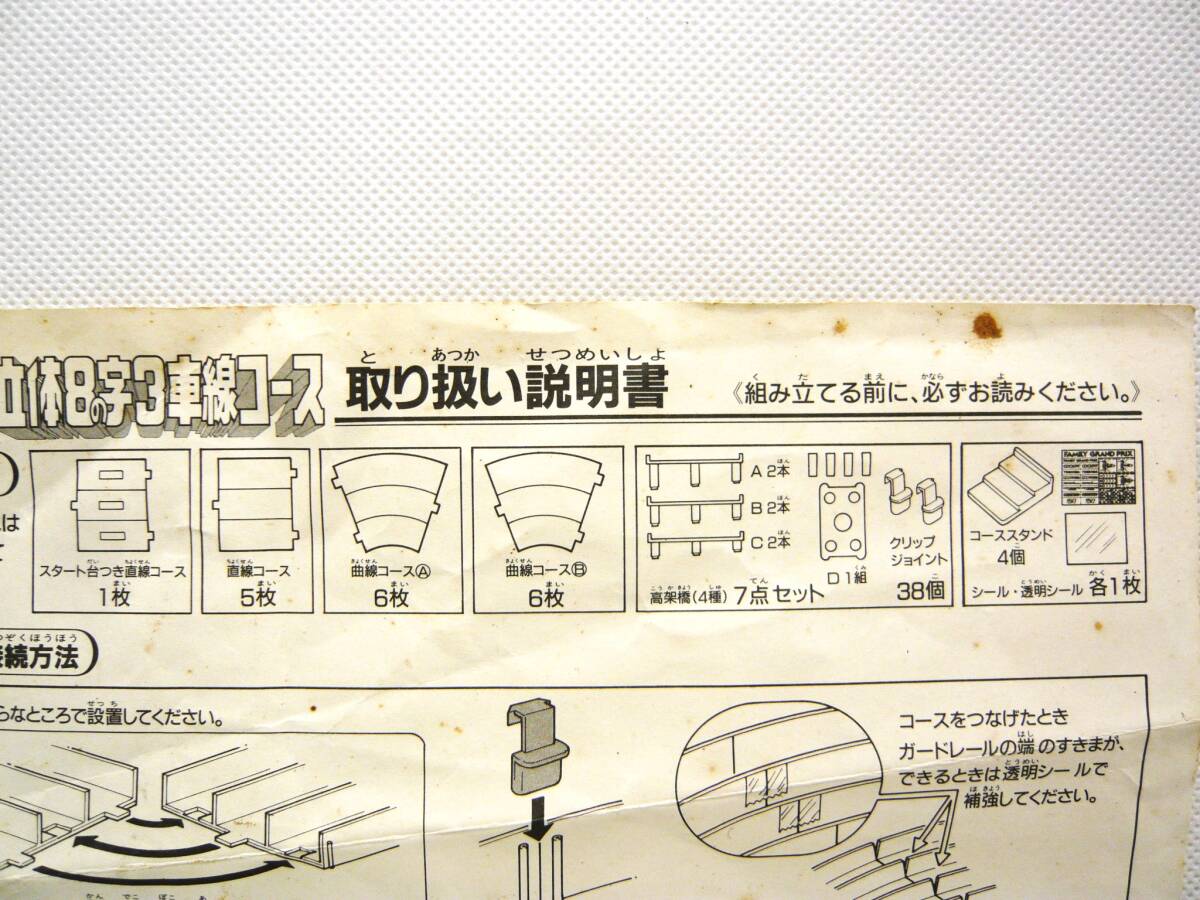 立体8の字3車線コース 取り扱い説明書
《組み立てる前に、必ずお読みください。》
スタート台つき直線コース
1枚
直線コース
5枚
曲線コースⒶ
6枚
曲線コースⒷ
6枚
A2本
B2本
C2本
高架橋(4種) 7点セット
D1組
クリップ
ジョイント
38個
コーススタンド
4個
FAMILY GRAND PRIX
シール・透明シール 各1枚
続方法
らなところで設置してください。
コースをつなげたとき
ガードレールの端のすきまが、
できるときは透明シールで
補強してください。